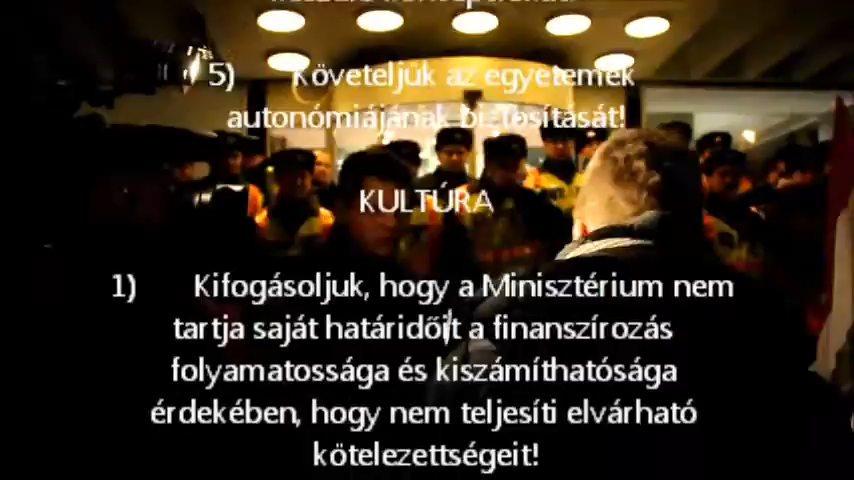 5) Követeljük az egyetemek
autonómiájának biztosítását!
KULTÚRA
1) Kifogásoljuk, hogy a Minisztérium nem
tartja saját határidőit a finanszírozás
folyamatossága és kiszámíthatósága
érdekében, hogy nem teljesíti elvárható
kötelezettségeit!